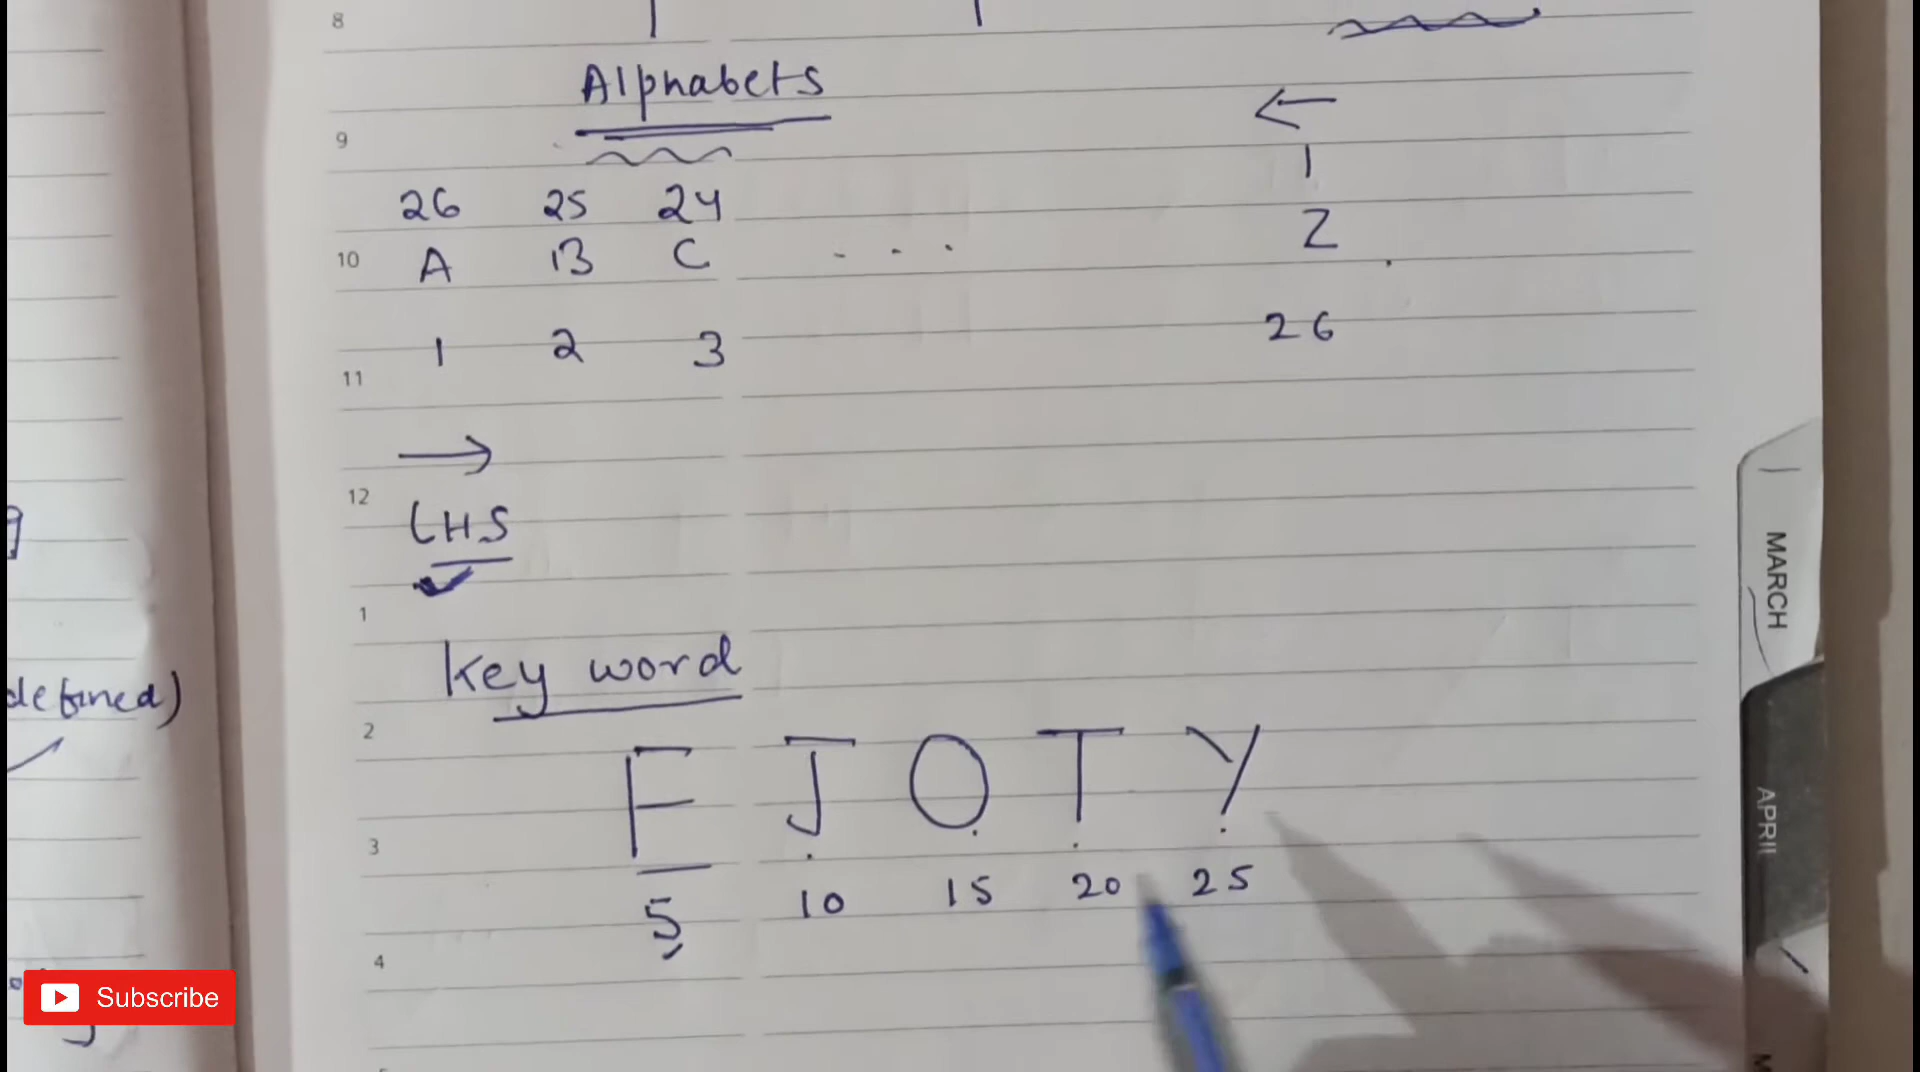 8
Alphabets
9
26 25 24 1
10 A B C . . . Z
1 2 3 26
11
12
LHS
1
Key word
2
E J O T Y
3
5 10 15 20 25
4
defined)
MARCH
APRIL
Subscribe